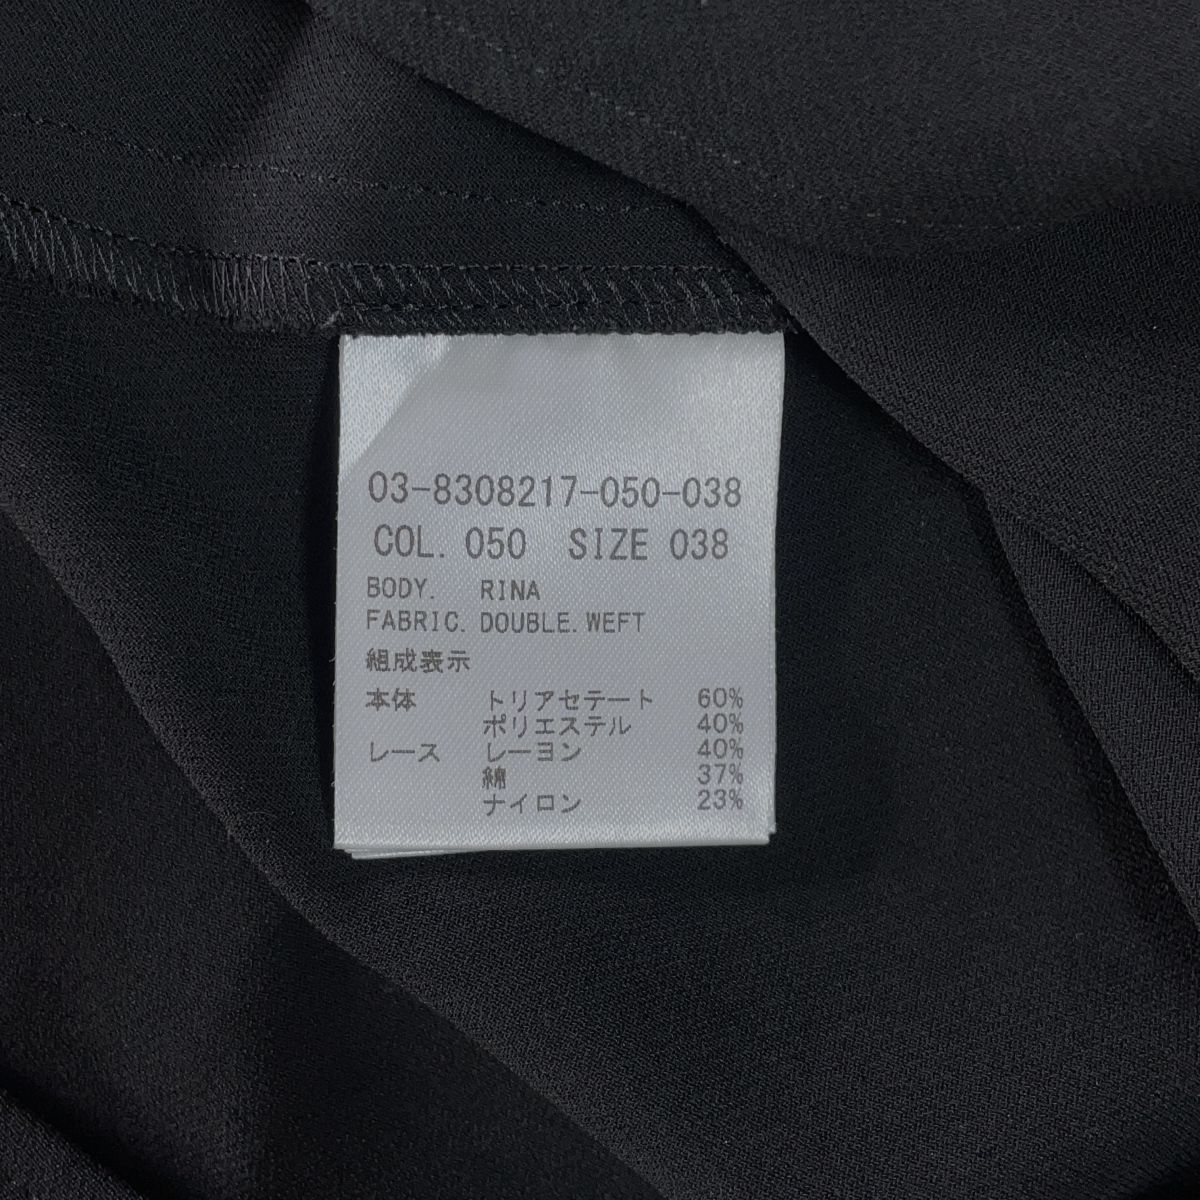 03-8308217-050-038
COL. 050 SIZE 038
BODY. RINA
FABRIC. DOUBLE. WEFT
組成表示
本体 トリアセテート 60%
ポリエステル 40%
レース レーヨン 40%
綿 37%
ナイロン 23%